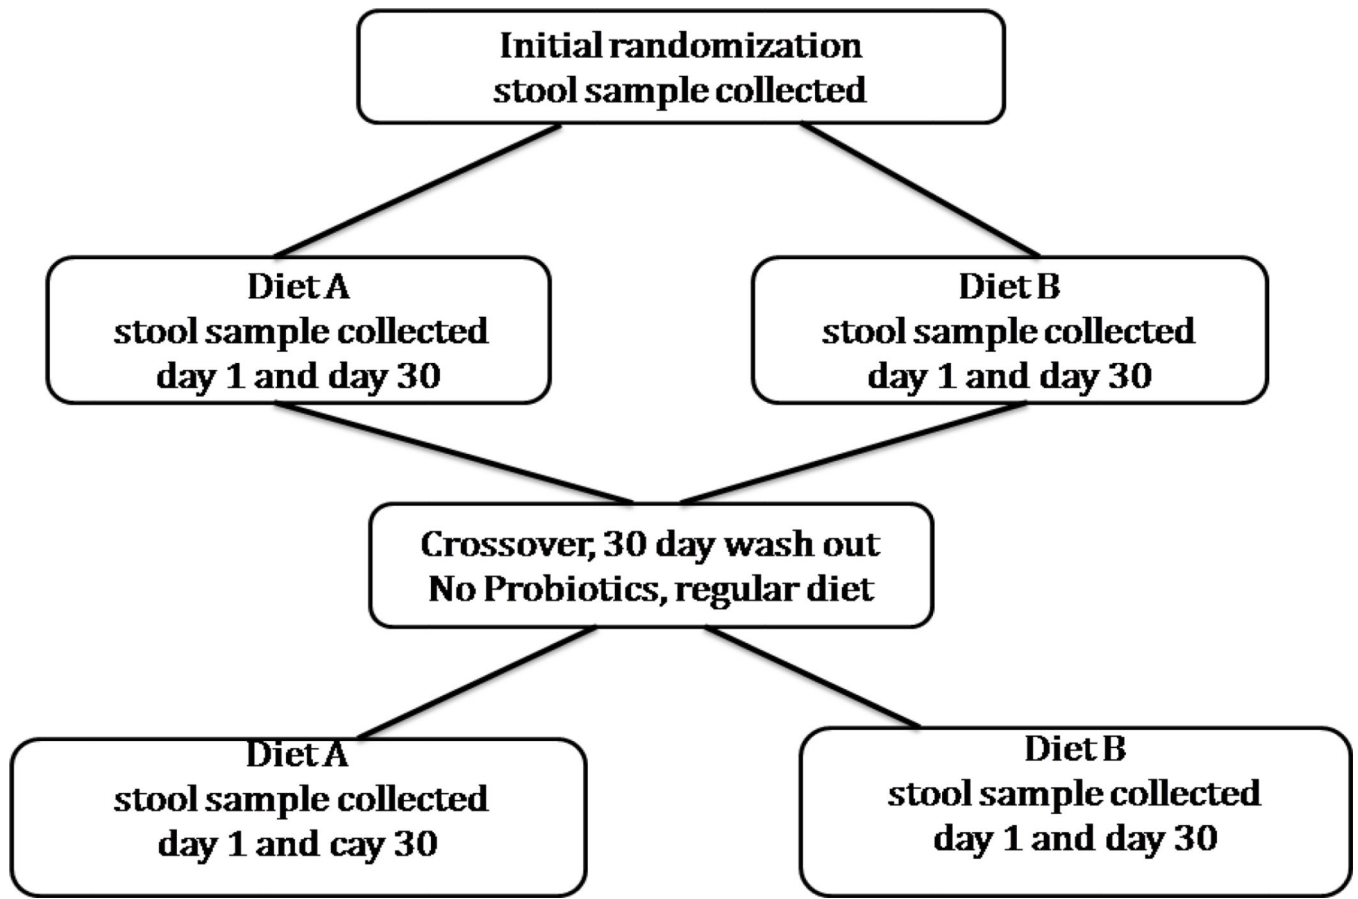 Initial randomization
stool sample collected
Diet A
stool sample collected
day 1 and day 30
Diet B
stool sample collected
day 1 and day 30
Crossover, 30 day wash out
No Probiotics, regular diet
Diet A
stool sample collected
day 1 and cay 30
Diet B
stool sample collected
day 1 and day 30